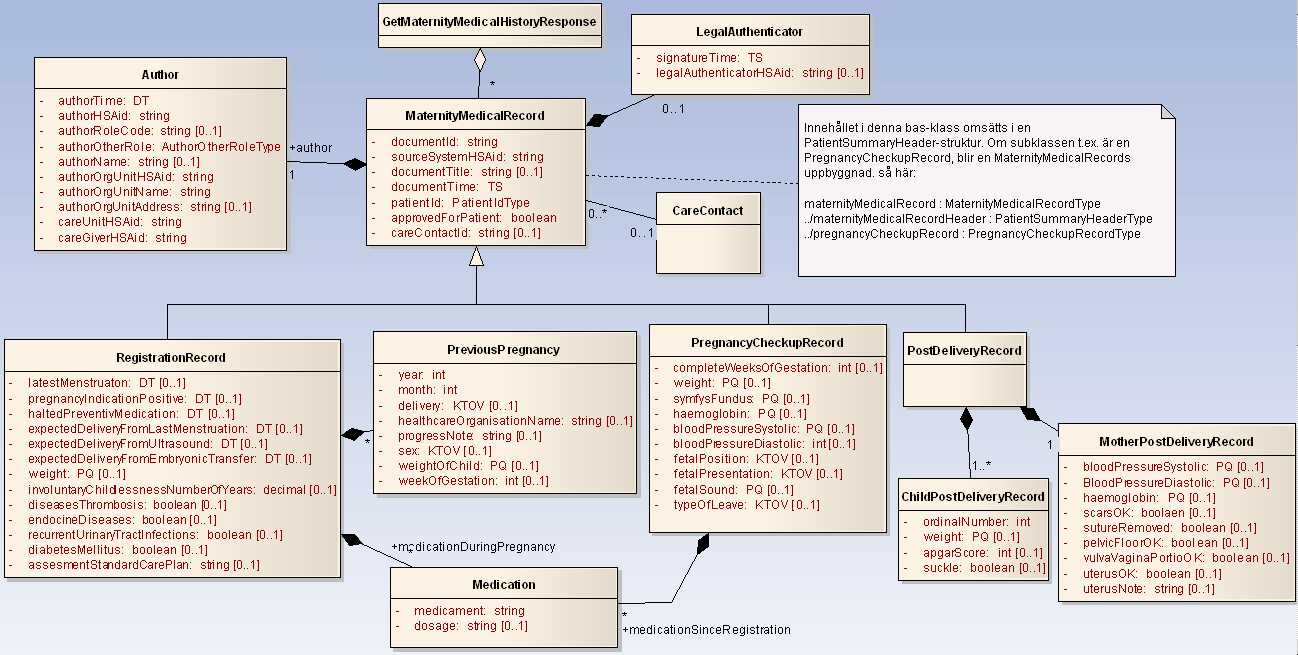 GetMaternityMedicalHistoryResponse
*
LegalAuthenticator
- signatureTime: TS
- legalAuthenticatorHSAid: string [0..1]
0..1
Author
- authorTime: DT
- authorHSAid: string
- authorRoleCode: string [0..1]
- authorOtherRole: AuthorOtherRoleType
- authorName: string [0..1]
- authorOrgUnitHSAid: string
- authorOrgUnitName: string
- authorOrgUnitAddress: string [0..1]
- careUnitHSAid: string
- careGiverHSAid: string
+author
1
MaternityMedicalRecord
- documentId: string
- sourceSystemHSAid: string
- documentTitle: string [0..1]
- documentTime: TS
- patientId: PatientIdType
- approvedForPatient: boolean
- careContactId: string [0..1]
0..*
0..1
CareContact
Innehållet i denna bas-klass omsätts i en
PatientSummaryHeader-struktur. Om subklassen t.ex. är en
PregnancyCheckupRecord, blir en MaternityMedicalRecords
uppbyggnad. så här:
maternityMedicalRecord : MaternityMedicalRecordType
../maternityMedicalRecordHeader : PatientSummaryHeaderType
../pregnancyCheckupRecord : PregnancyCheckupRecordType
RegistrationRecord
- latestMenstruaton: DT [0..1]
- pregnancyIndicationPositive: DT [0..1]
- haltedPreventivMedication: DT [0..1]
- expectedDeliveryFromLastMenstruation: DT [0..1]
- expectedDeliveryFromUltrasound: DT [0..1]
- expectedDeliveryFromEmbryonicTransfer: DT [0..1]
- weight: PQ [0..1]
- involuntaryChildlessnessNumberOfYears: decimal [0..1]
- diseasesThrombosis: boolean [0..1]
- endocineDiseases: boolean [0..1]
- recurrentUrinaryTractInfections: boolean [0..1]
- diabetesMellitus: boolean [0..1]
- assesmentStandardCarePlan: string [0..1]
*
PreviousPregnancy
- year: int
- month: int
- delivery: KTOV [0..1]
- healthcareOrganisationName: string [0..1]
- progressNote: string [0..1]
- sex: KTOV [0..1]
- weightOfChild: PQ [0..1]
- weekOfGestation: int [0..1]
PregnancyCheckupRecord
- completeWeeksOfGestation: int [0..1]
- weight: PQ [0..1]
- symfysFundus: PQ [0..1]
- haemoglobin: PQ [0..1]
- bloodPressureSystolic: PQ [0..1]
- bloodPressureDiastolic: int[0..1]
- fetalPosition: KTOV [0..1]
- fetalPresentation: KTOV [0..1]
- fetalSound: PQ [0..1]
- typeOfLeave: KTOV [0..1]
PostDeliveryRecord
1..*
1
ChildPostDeliveryRecord
- ordinalNumber: int
- weight: PQ [0..1]
- apgarScore: int [0..1]
- suckle: boolean [0..1]
MotherPostDeliveryRecord
- bloodPressureSystolic: PQ [0..1]
- BloodPressureDiastolic: PQ [0..1]
- haemoglobin: PQ [0..1]
- scarsOK: bolaen [0..1]
- sutureRemoved: boolean [0..1]
- pelvicFloorOK: boolean [0..1]
- vulvaVaginaPortioOK: boolean [0..1]
- uterusOK: boolean [0..1]
- uterusNote: string [0..1]
+medicationDuringPregnancy
*
Medication
- medicament: string
- dosage: string [0..1]
*
+medicationSinceRegistration